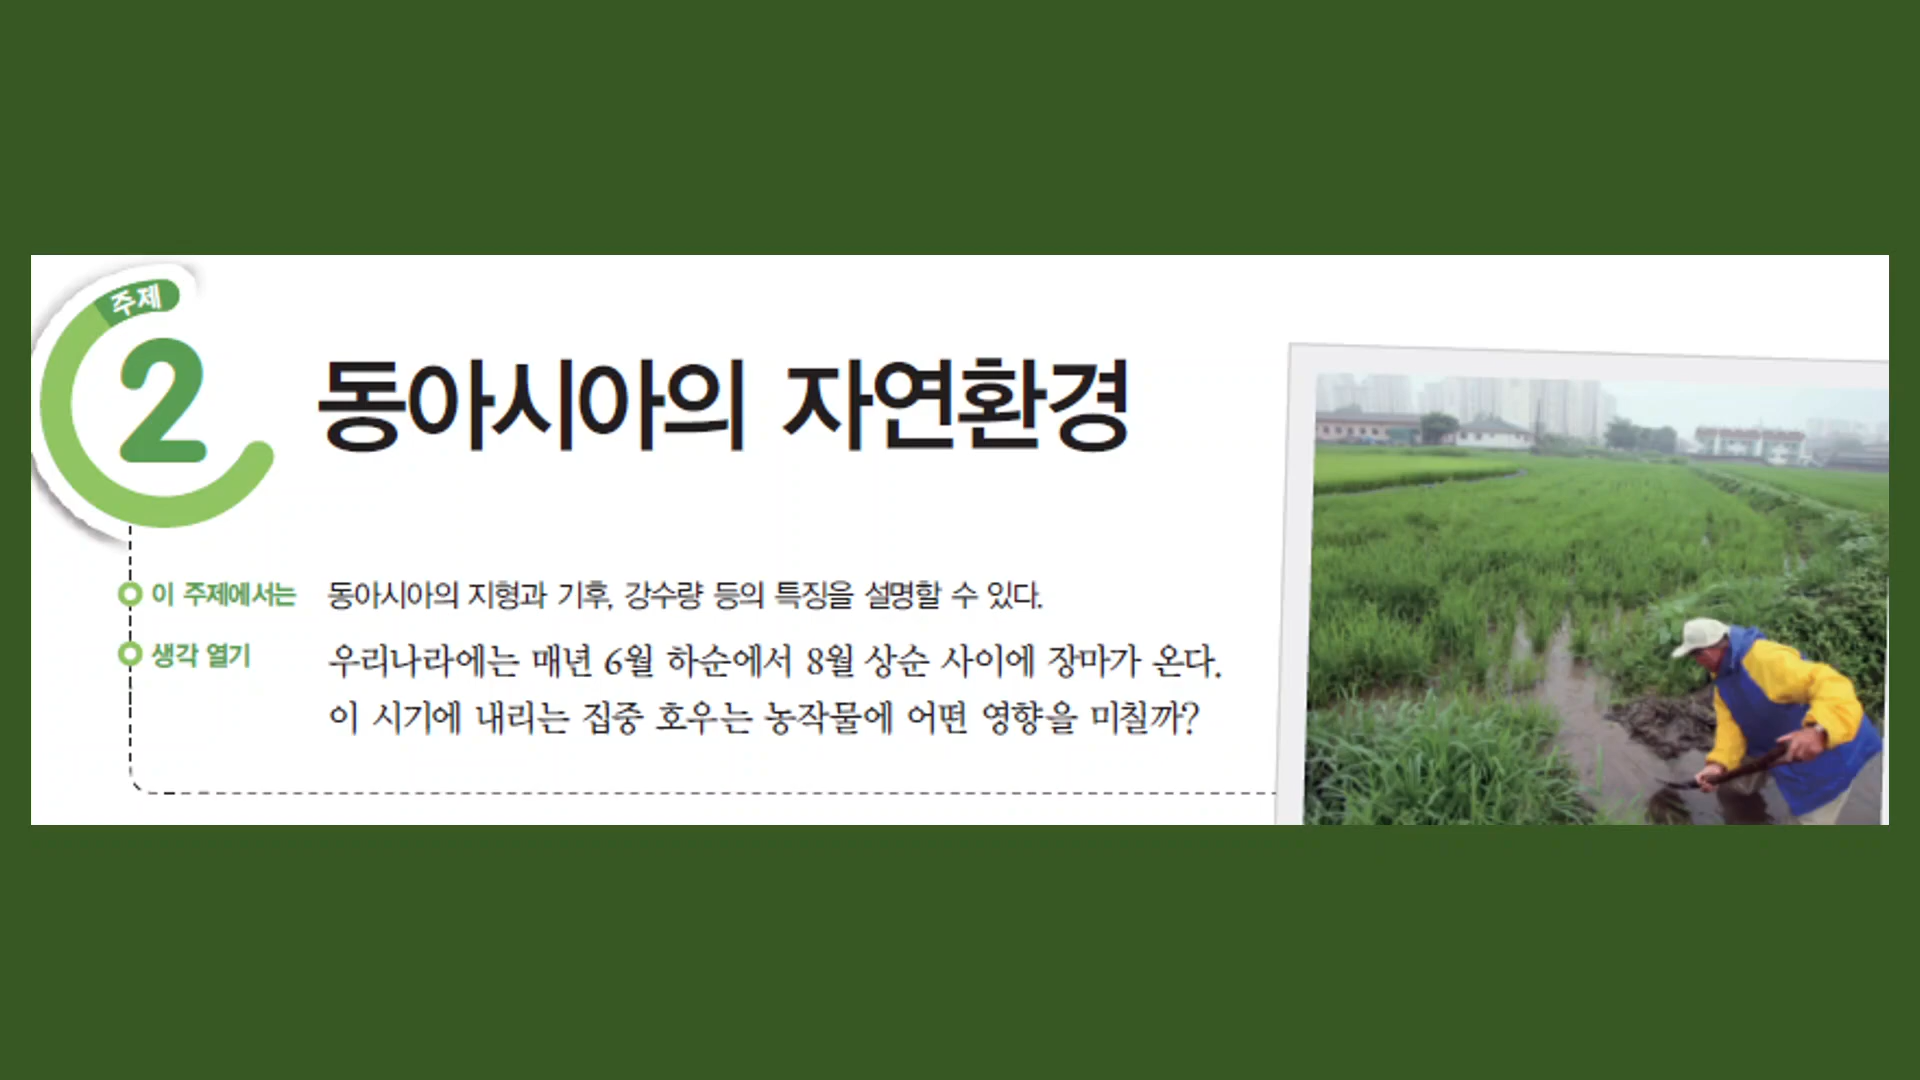 주제
2
동아시아의 자연환경
이 주제에서는 동아시아의 지형과 기후, 강수량 등의 특징을 설명할 수 있다.
생각 열기 우리나라에는 매년 6월 하순에서 8월 상순 사이에 장마가 온다.
이 시기에 내리는 집중 호우는 농작물에 어떤 영향을 미칠까?